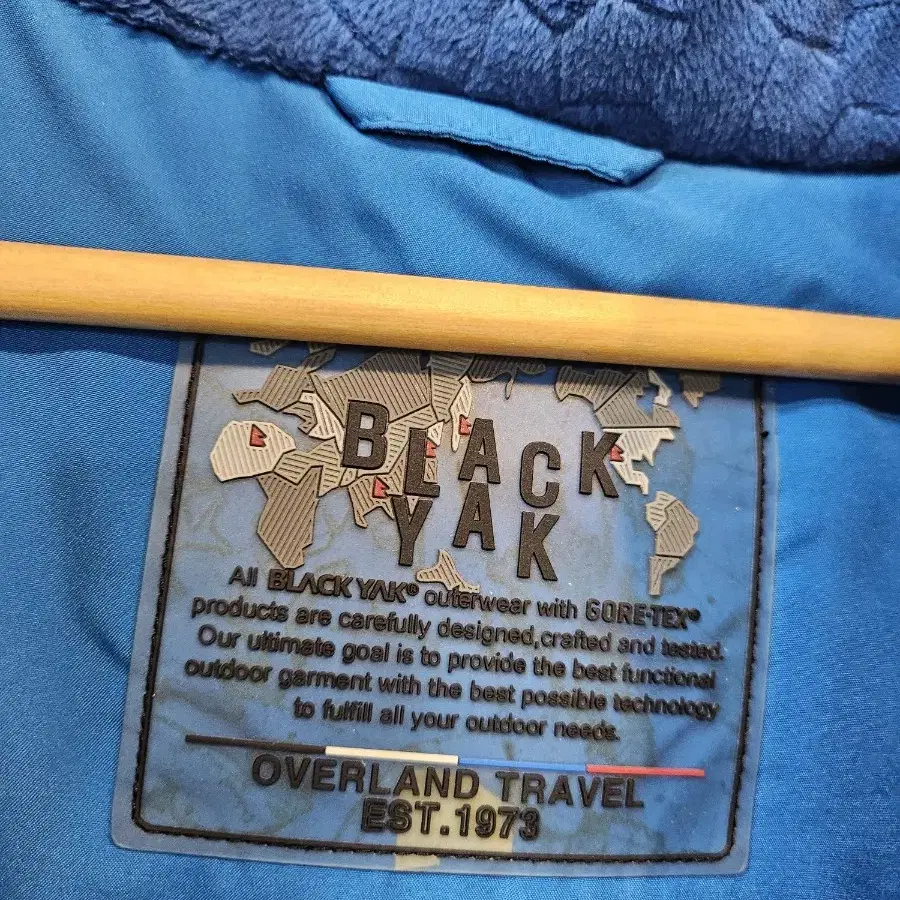 BLACK
YAK
All BLACK YAK® outerwear with GORE-TEX®
products are carefully designed,crafted and tested.
Our ultimate goal is to provide the best functional
outdoor garment with the best possible technology
to fulfill all your outdoor needs.
OVERLAND TRAVEL
EST.1973